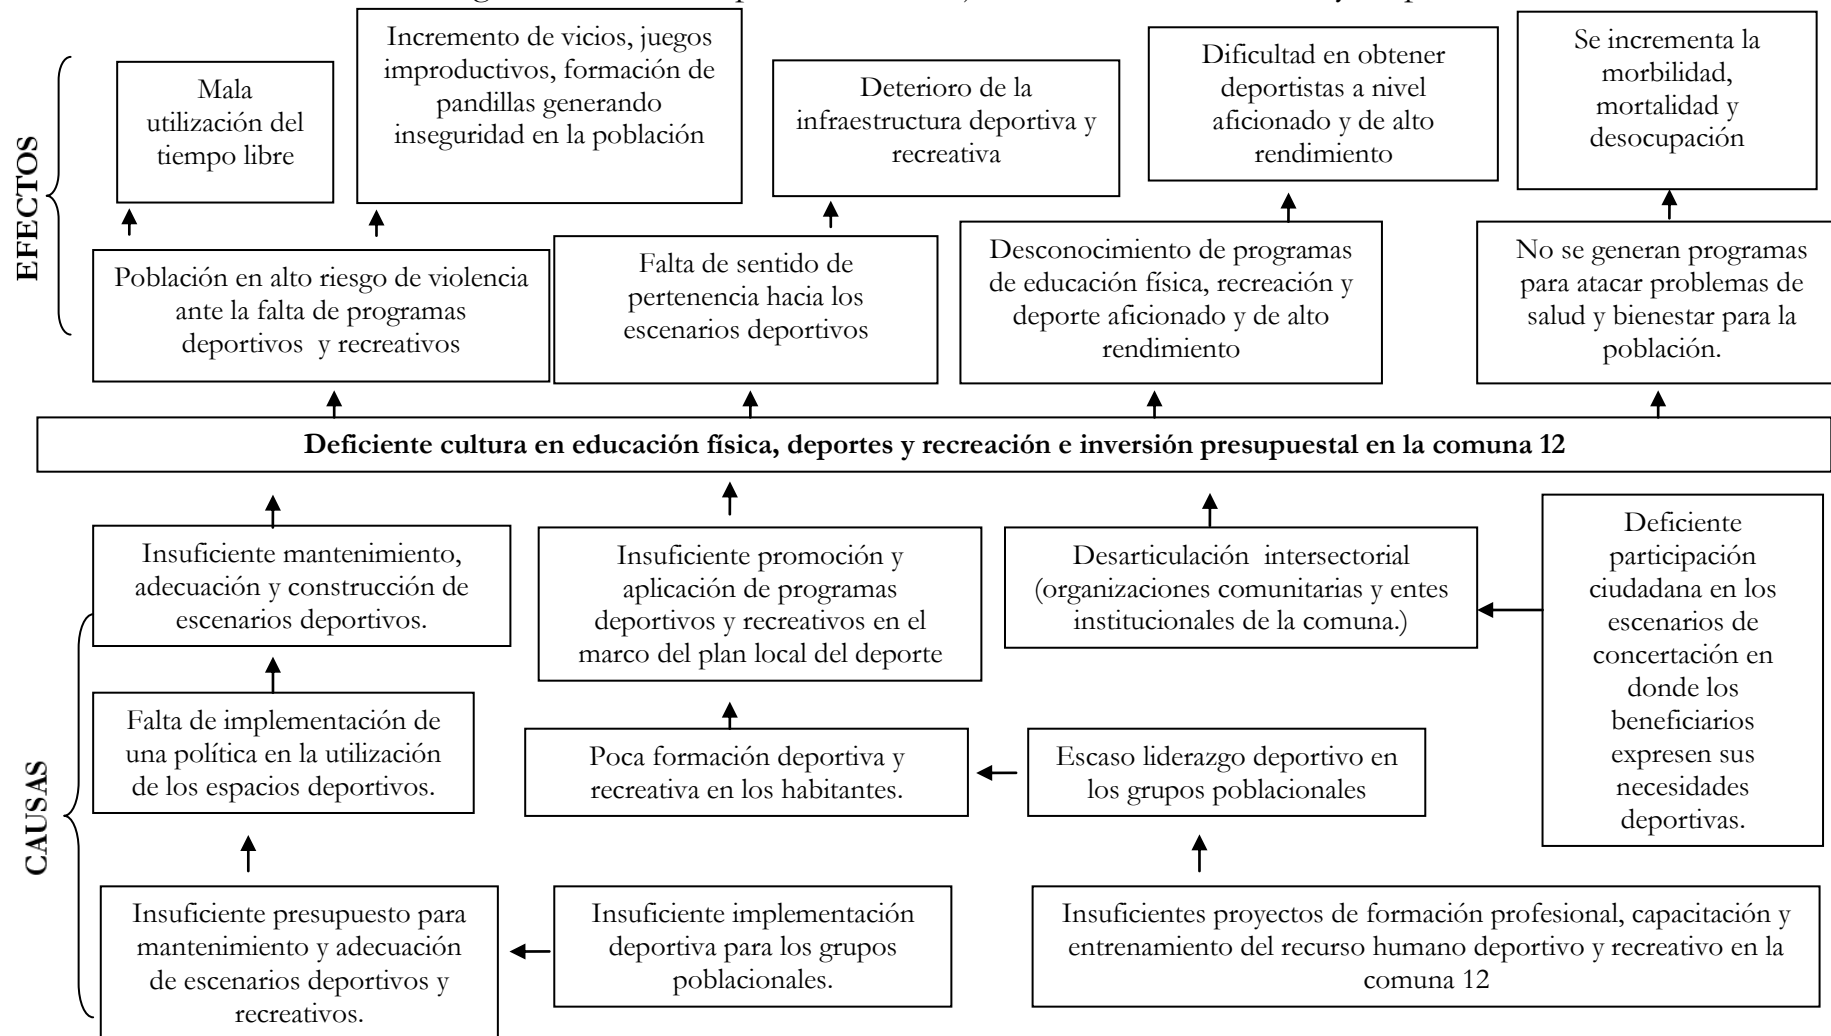 EFECTOS
Mala
utilización del
tiempo libre
Incremento de vicios, juegos
improductivos, formación de
pandillas generando
inseguridad en la población
Deterioro de la
infraestructura deportiva y
recreativa
Dificultad en obtener
deportistas a nivel
aficionado y de alto
rendimiento
Se incrementa la
morbilidad,
mortalidad y
desocupación
Población en alto riesgo de violencia
ante la falta de programas
deportivos y recreativos
Falta de sentido de
pertenencia hacia los
escenarios deportivos
Desconocimiento de programas
de educación física, recreación y
deporte aficionado y de alto
rendimiento
No se generan programas
para atacar problemas de
salud y bienestar para la
población.
Deficiente cultura en educación física, deportes y recreación e inversión presupuestal en la comuna 12
CAUSAS
Insuficiente mantenimiento,
adecuación y construcción de
escenarios deportivos.
Insuficiente promoción y
aplicación de programas
deportivos y recreativos en el
marco del plan local del deporte
Desarticulación intersectorial
(organizaciones comunitarias y entes
institucionales de la comuna.)
Deficiente
participación
ciudadana en los
escenarios de
concertación en
donde los
beneficiarios
expresen sus
necesidades
deportivas.
Falta de implementación de
una política en la utilización
de los espacios deportivos.
Poca formación deportiva y
recreativa en los habitantes.
Escaso liderazgo deportivo en
los grupos poblacionales
Insuficiente presupuesto para
mantenimiento y adecuación
de escenarios deportivos y
recreativos.
Insuficiente implementación
deportiva para los grupos
poblacionales.
Insuficientes proyectos de formación profesional, capacitación y
entrenamiento del recurso humano deportivo y recreativo en la
comuna 12